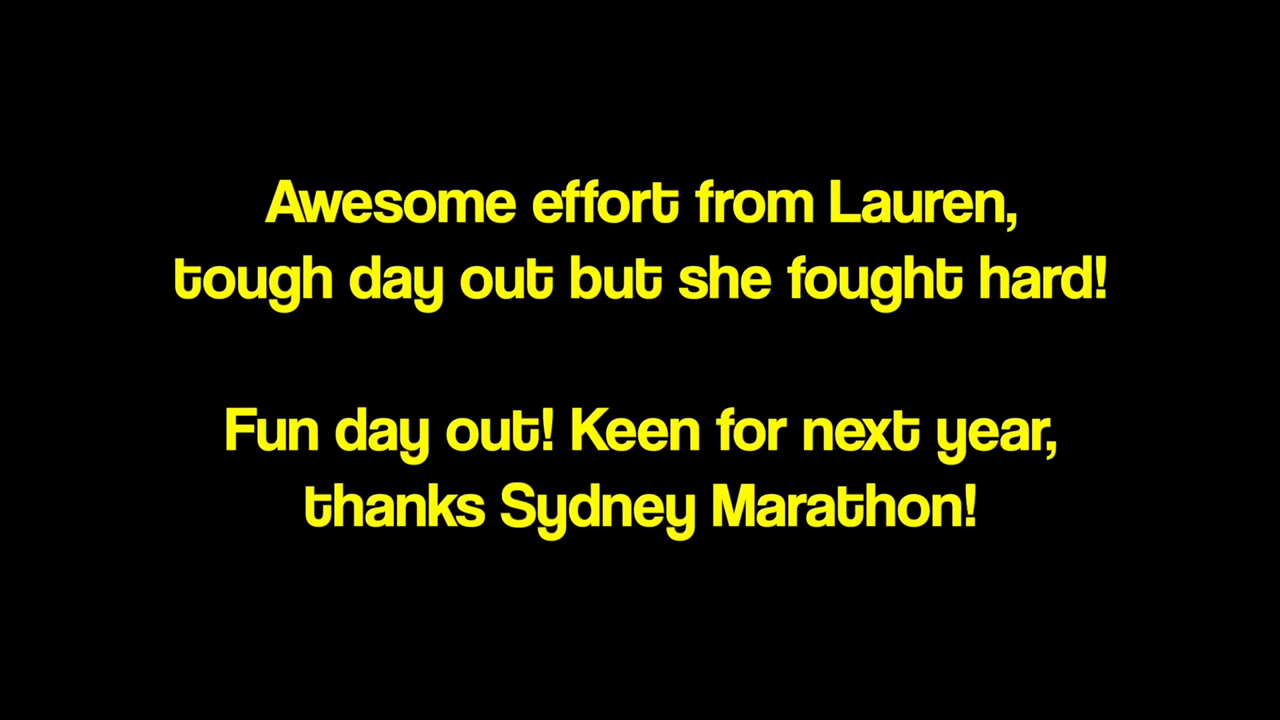 Awesome effort from Lauren,
tough day out but she fought hard!
Fun day out! Keen for next year,
thanks Sydney Marathon!